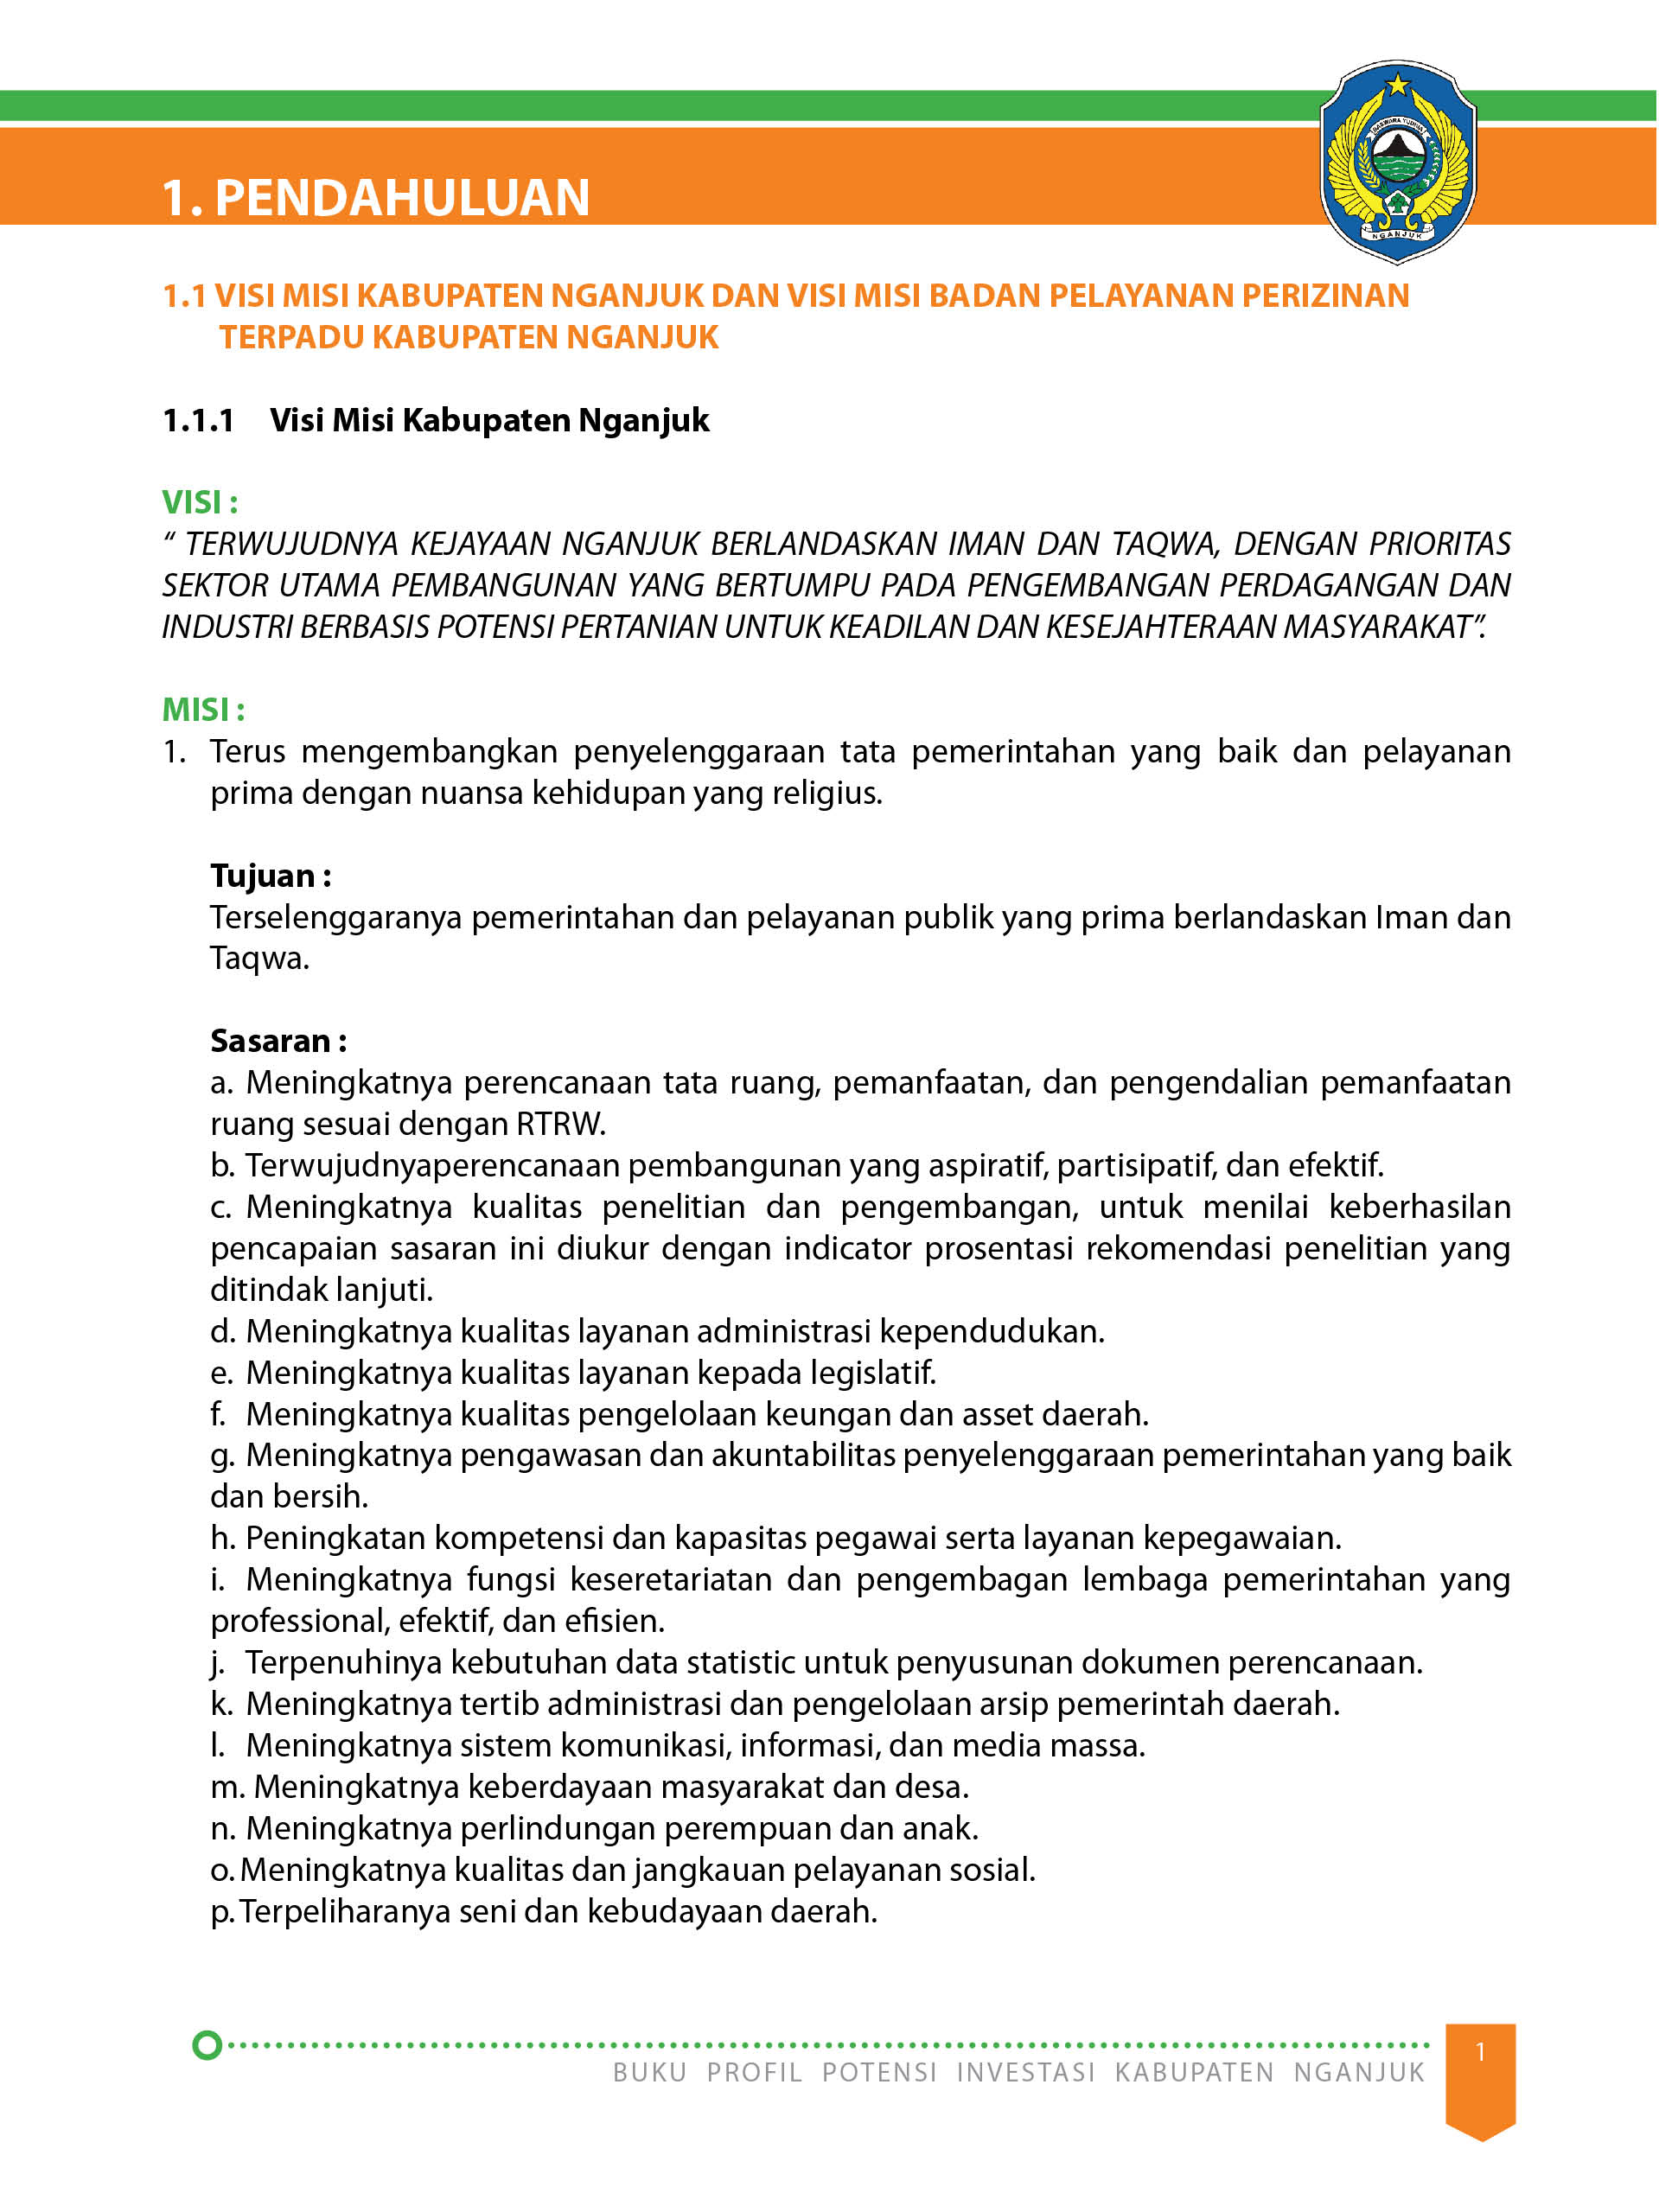 1. PENDAHULUAN
NGANJUK
1.1 VISI MISI KABUPATEN NGANJUK DAN VISI MISI BADAN PELAYANAN PERIZINAN
TERPADU KABUPATEN NGANJUK
1.1.1 Visi Misi Kabupaten Nganjuk
VISI :
“ TERWUJUDNYA KEJAYAAN NGANJUK BERLANDASKAN IMAN DAN TAQWA, DENGAN PRIORITAS
SEKTOR UTAMA PEMBANGUNAN YANG BERTUMPU PADA PENGEMBANGAN PERDAGANGAN DAN
INDUSTRI BERBASIS POTENSI PERTANIAN UNTUK KEADILAN DAN KESEJAHTERAAN MASYARAKAT”.
MISI :
1. Terus mengembangkan penyelenggaraan tata pemerintahan yang baik dan pelayanan
prima dengan nuansa kehidupan yang religius.
Tujuan :
Terselenggaranya pemerintahan dan pelayanan publik yang prima berlandaskan Iman dan
Taqwa.
Sasaran :
a. Meningkatnya perencanaan tata ruang, pemanfaatan, dan pengendalian pemanfaatan
ruang sesuai dengan RTRW.
b. Terwujudnyaperencanaan pembangunan yang aspiratif, partisipatif, dan efektif.
c. Meningkatnya kualitas penelitian dan pengembangan, untuk menilai keberhasilan
pencapaian sasaran ini diukur dengan indicator prosentasi rekomendasi penelitian yang
ditindak lanjuti.
d. Meningkatnya kualitas layanan administrasi kependudukan.
e. Meningkatnya kualitas layanan kepada legislatif.
f. Meningkatnya kualitas pengelolaan keungan dan asset daerah.
g. Meningkatnya pengawasan dan akuntabilitas penyelenggaraan pemerintahan yang baik
dan bersih.
h. Peningkatan kompetensi dan kapasitas pegawai serta layanan kepegawaian.
i. Meningkatnya fungsi keseretariatan dan pengembagan lembaga pemerintahan yang
professional, efektif, dan efisien.
j. Terpenuhinya kebutuhan data statistic untuk penyusunan dokumen perencanaan.
k. Meningkatnya tertib administrasi dan pengelolaan arsip pemerintah daerah.
l. Meningkatnya sistem komunikasi, informasi, dan media massa.
m. Meningkatnya keberdayaan masyarakat dan desa.
n. Meningkatnya perlindungan perempuan dan anak.
o. Meningkatnya kualitas dan jangkauan pelayanan sosial.
p. Terpeliharanya seni dan kebudayaan daerah.
BUKU PROFIL POTENSI INVESTASI KABUPATEN NGANJUK
1